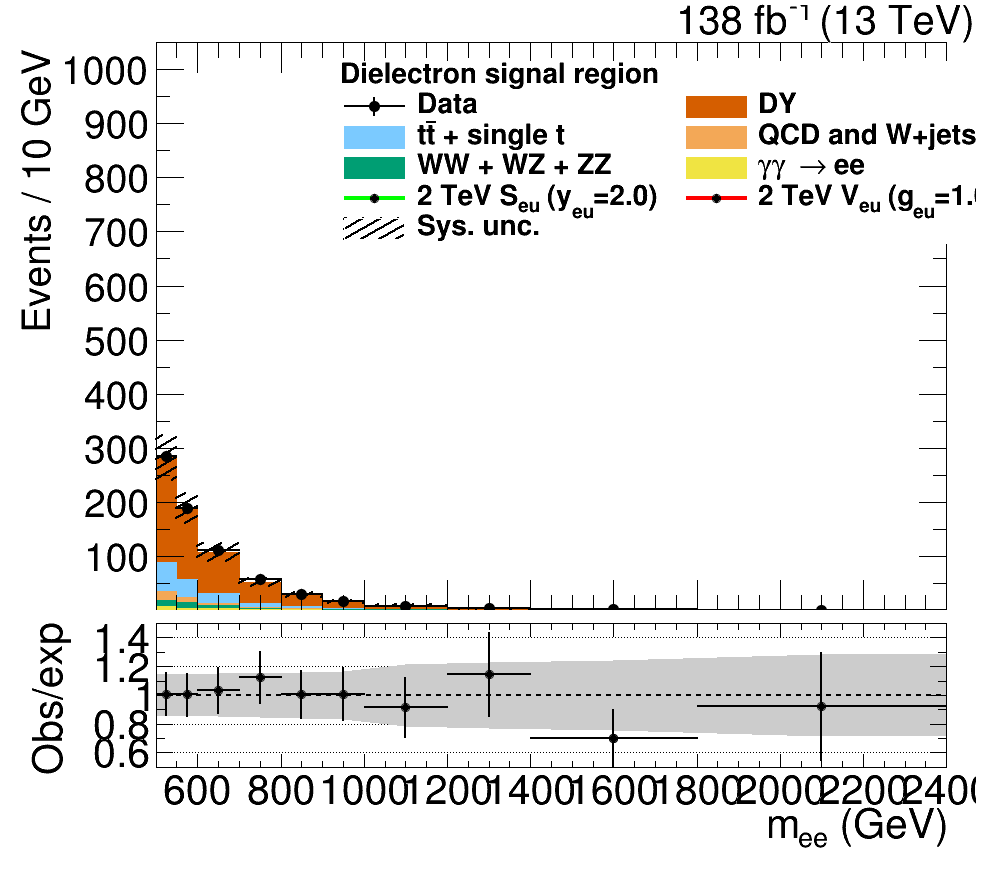 138 fb⁻¹ (13 TeV)
Events / 10 GeV
1000
900
800
700
600
500
400
300
200
100
Dielectron signal region
Data
DY
tt̄ + single t
QCD and W+jets
WW + WZ + ZZ
γγ → ee
2 TeV S_eu (y_eu=2.0)
2 TeV V_eu (g_eu=1.0
Sys. unc.
Obs/exp
1.4
1.2
1
0.8
0.6
600 800 1000 1200 1400 1600 1800 2000 2200 2400
m_ee (GeV)